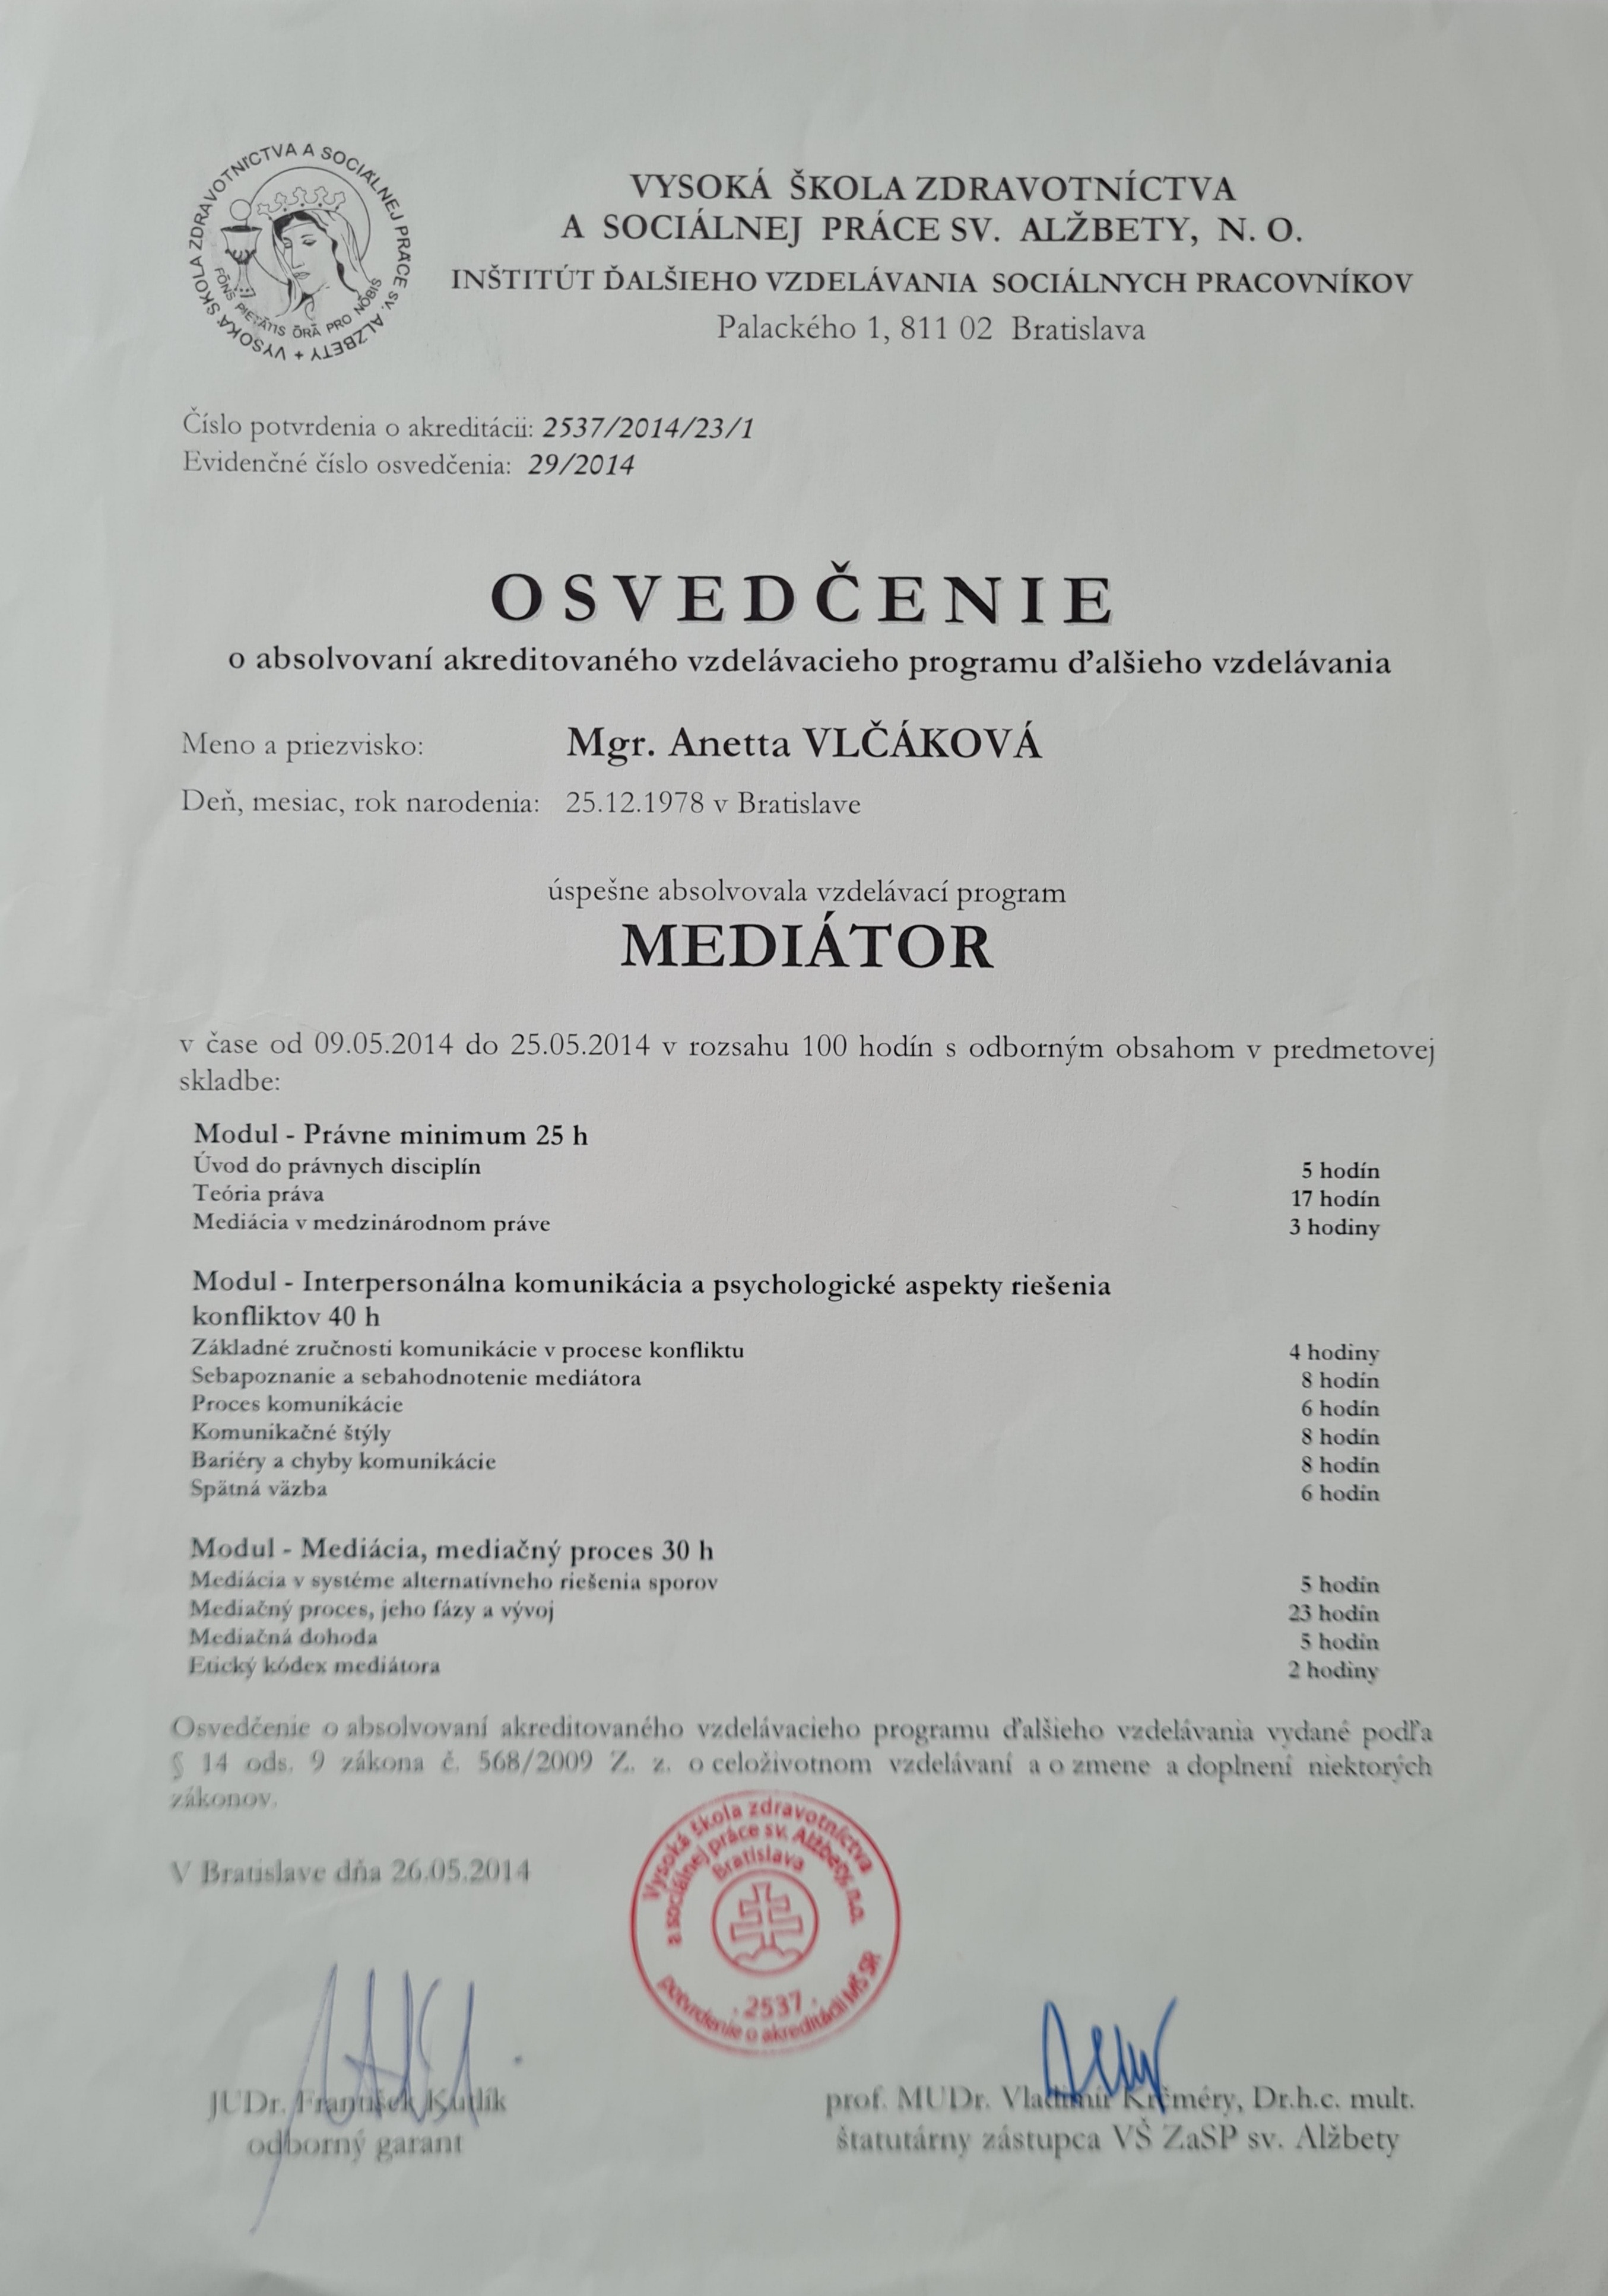 VYSOKÁ ŠKOLA ZDRAVOTNÍCTVA A SOCIÁLNEJ PRÁCE SV. ALŽBETY +
FŌNS PIETĀTIS ŌRĀ PRO NŌBIS
VYSOKÁ ŠKOLA ZDRAVOTNÍCTVA
A SOCIÁLNEJ PRÁCE SV. ALŽBETY, N. O.
INŠTITÚT ĎALŠIEHO VZDELÁVANIA SOCIÁLNYCH PRACOVNÍKOV
Palackého 1, 811 02 Bratislava
Číslo potvrdenia o akreditácii: 2537/2014/23/1
Evidenčné číslo osvedčenia: 29/2014
OSVEDČENIE
o absolvovaní akreditovaného vzdelávacieho programu ďalšieho vzdelávania
Meno a priezvisko: Mgr. Anetta VLČÁKOVÁ
Deň, mesiac, rok narodenia: 25.12.1978 v Bratislave
úspešne absolvovala vzdelávací program
MEDIÁTOR
v čase od 09.05.2014 do 25.05.2014 v rozsahu 100 hodín s odborným obsahom v predmetovej
skladbe:
Modul - Právne minimum 25 h
Úvod do právnych disciplín 5 hodín
Teória práva 17 hodín
Mediácia v medzinárodnom práve 3 hodiny
Modul - Interpersonálna komunikácia a psychologické aspekty riešenia
konfliktov 40 h
Základné zručnosti komunikácie v procese konfliktu 4 hodiny
Sebapoznanie a sebahodnotenie mediátora 8 hodín
Proces komunikácie 6 hodín
Komunikačné štýly 8 hodín
Bariéry a chyby komunikácie 8 hodín
Spätná väzba 6 hodín
Modul - Mediácia, mediačný proces 30 h
Mediácia v systéme alternatívneho riešenia sporov 5 hodín
Mediačný proces, jeho fázy a vývoj 23 hodín
Mediačná dohoda 5 hodín
Etický kódex mediátora 2 hodiny
Osvedčenie o absolvovaní akreditovaného vzdelávacieho programu ďalšieho vzdelávania vydané podľa
§ 14 ods. 9 zákona č. 568/2009 Z. z. o celoživotnom vzdelávaní a o zmene a doplnení niektorých
zákonov.
V Bratislave dňa 26.05.2014
Vysoká škola zdravotníctva
a sociálnej práce sv. Alžbety, n.o.
Bratislava
. 2537 .
potvrdenie o akreditácii MŠ SR
JUDr. František Kutlík
odborný garant
prof. MUDr. Vladimír Krčméry, Dr.h.c. mult.
štatutárny zástupca VŠ ZaSP sv. Alžbety